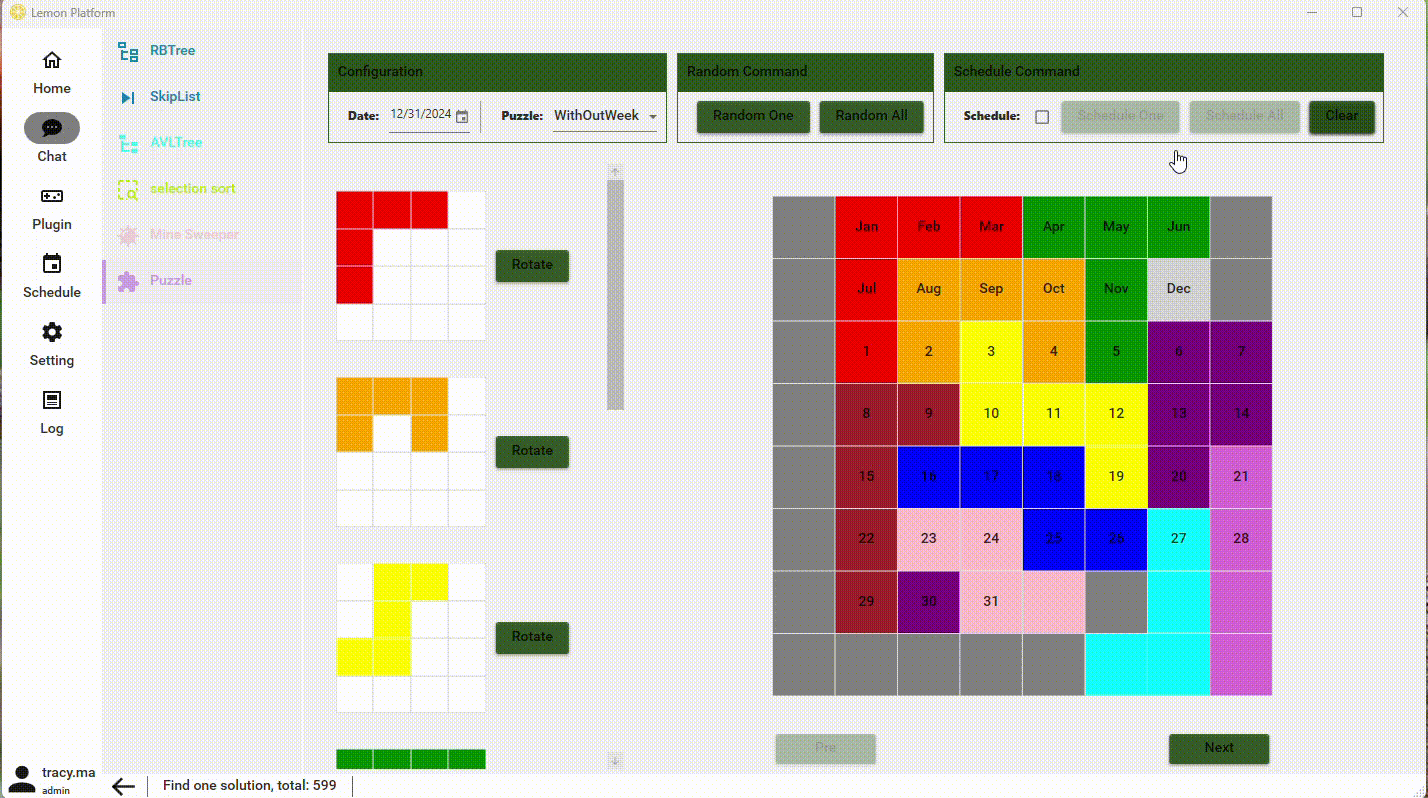 Lemon Platform
Home
Chat
Plugin
Schedule
Setting
Log
tracy.ma
admin
RBTree
SkipList
AVLTree
selection sort
Mine Sweeper
Puzzle
Configuration
Date: 12/31/2024 Puzzle: WithOutWeek
Random Command
Random One Random All
Schedule Command
Schedule: Schedule One Schedule All Clear
Rotate
Rotate
Rotate
Jan Feb Mar Apr May Jun
Jul Aug Sep Oct Nov Dec
1 2 3 4 5 6 7
8 9 10 11 12 13 14
15 16 17 18 19 20 21
22 23 24 25 26 27 28
29 30 31
Pre Next
Find one solution, total: 599